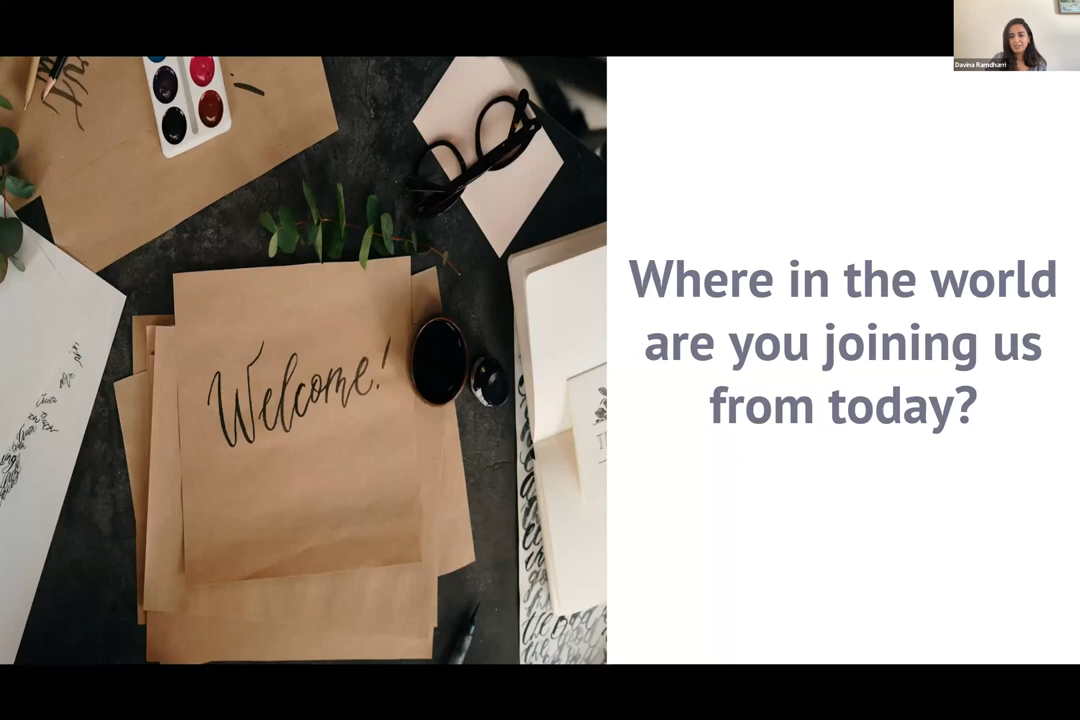 Davina Ramdharri
Welcome!
Where in the world
are you joining us
from today?